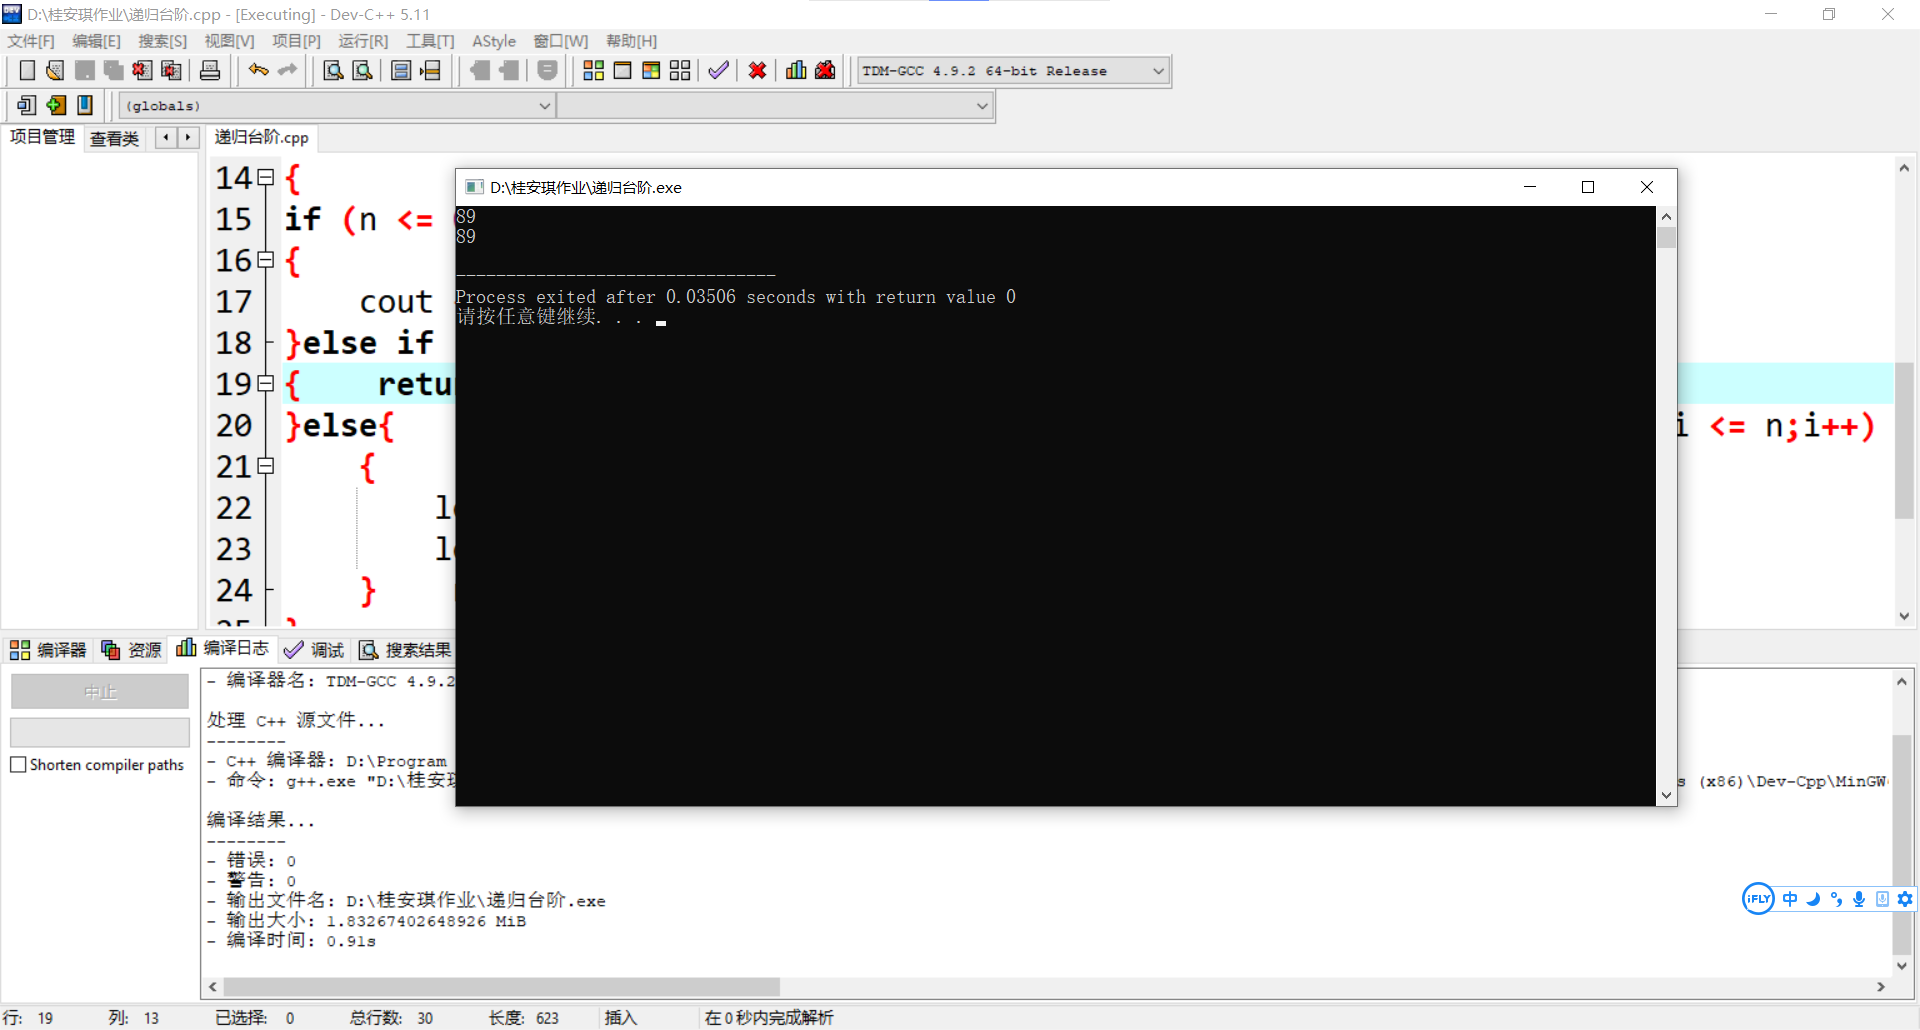 D:\桂安琪作业\递归台阶.cpp - [Executing] - Dev-C++ 5.11
文件[F] 编辑[E] 搜索[S] 视图[V] 项目[P] 运行[R] 工具[T] AStyle 窗口[W] 帮助[H]
TDM-GCC 4.9.2 64-bit Release
(globals)
项目管理 查看类 递归台阶.cpp
14 {
15 if (n <=
16 {
17 cout
18 }else if
19 { retu
20 }else{ i <= n;i++)
21 {
22 l
23 l
24 }
25 }
D:\桂安琪作业\递归台阶.exe
89
89
--------------------------------
Process exited after 0.03506 seconds with return value 0
请按任意键继续. . .
编译器 资源 编译日志 调试 搜索结果
中止
Shorten compiler paths
- 编译器名: TDM-GCC 4.9.2
处理 C++ 源文件...
--------
- C++ 编译器: D:\Program
- 命令: g++.exe "D:\桂安琪 s (x86)\Dev-Cpp\MinGW
编译结果...
--------
- 错误: 0
- 警告: 0
- 输出文件名: D:\桂安琪作业\递归台阶.exe
- 输出大小: 1.83267402648926 MiB
- 编译时间: 0.91s
iFLY 中
行: 19 列: 13 已选择: 0 总行数: 30 长度: 623 插入 在 0 秒内完成解析